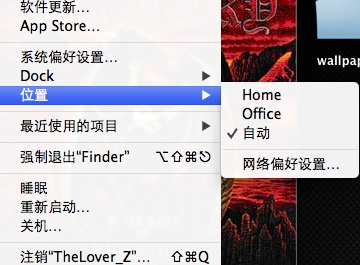 软件更新…
App Store…
系统偏好设置…
Dock
位置
Home
Office
自动
网络偏好设置…
最近使用的项目
强制退出“Finder” ⌥⇧⌘⎋
睡眠
重新启动…
关机…
注销“TheLover_Z”… ⇧⌘Q